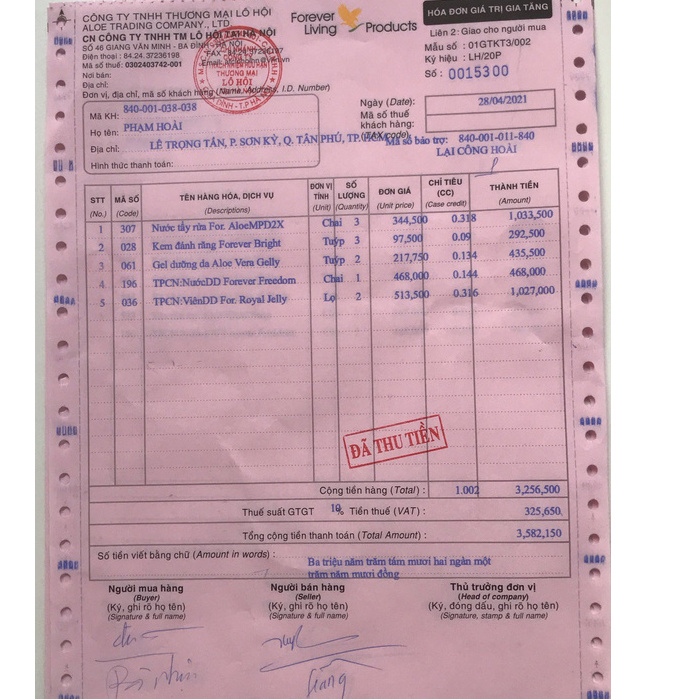 CÔNG TY TNHH THƯƠNG MẠI LÔ HỘI
ALOE TRADING COMPANY., LTD.
CN CÔNG TY TNHH TM LÔ HỘI TẠI HÀ NỘI
SỐ 46 GIANG VĂN MINH - BA ĐÌNH - HÀ NỘI
Điện thoại : 84.24. 37236198
Mã số thuế: 0302403742-001
Nơi bán:
Địa chỉ:
Đơn vị, địa chỉ, mã số khách hàng (Name, Address, I.D. Number)
THƯƠNG MẠI
LÔ HỘI
Forever Living Products
HÓA ĐƠN GIÁ TRỊ GIA TĂNG
Liên 2: Giao cho người mua
Mẫu số : 01GTKT3/002
Ký hiệu : LH/20P
Số : 0015300
Mã KH: 840-001-038-038
Họ tên: PHẠM HOÀI
Địa chỉ: LÊ TRỌNG TẤN, P. SƠN KỲ, Q. TÂN PHÚ, TP.
Hình thức thanh toán:
Ngày (Date): 28/04/2021
Mã số thuế
khách hàng:
(TAX code)
Mã số bảo trợ: 840-001-011-840
LẠI CÔNG HOÀI
STT (No.) MÃ SỐ (Code) TÊN HÀNG HÓA, DỊCH VỤ (Descriptions) ĐƠN VỊ TÍNH (Unit) SỐ LƯỢNG (Quantity) ĐƠN GIÁ (Unit price) CHỈ TIÊU (CC) (Case credit) THÀNH TIỀN (Amount)
1 307 Nước tẩy rửa For. AloeMPD2X Chai 3 344,500 0.318 1,033,500
2 028 Kem đánh răng Forever Bright Tuýp 3 97,500 0.09 292,500
3 061 Gel dưỡng da Aloe Vera Gelly Tuýp 2 217,750 0.134 435,500
4 196 TPCN:NướcDD Forever Freedom Chai 1 468,000 0.144 468,000
5 036 TPCN:ViênDD For. Royal Jelly Lọ 2 513,500 0.316 1,027,000
ĐÃ THU TIỀN
Cộng tiền hàng (Total) : 1.002 3,256,500
Thuế suất GTGT 10% Tiền thuế (VAT) : 325,650
Tổng cộng tiền thanh toán (Total Amount) : 3,582,150
Số tiền viết bằng chữ (Amount in words) : Ba triệu năm trăm tám mươi hai ngàn một
trăm năm mươi đồng
Người mua hàng Người bán hàng Thủ trưởng đơn vị
(Buyer) (Seller) (Head of company)
(Ký, ghi rõ họ tên) (Ký, ghi rõ họ tên) (Ký, đóng dấu, ghi rõ họ tên)
(Signature & full name) (Signature & full name) (Signature, stamp & full name)